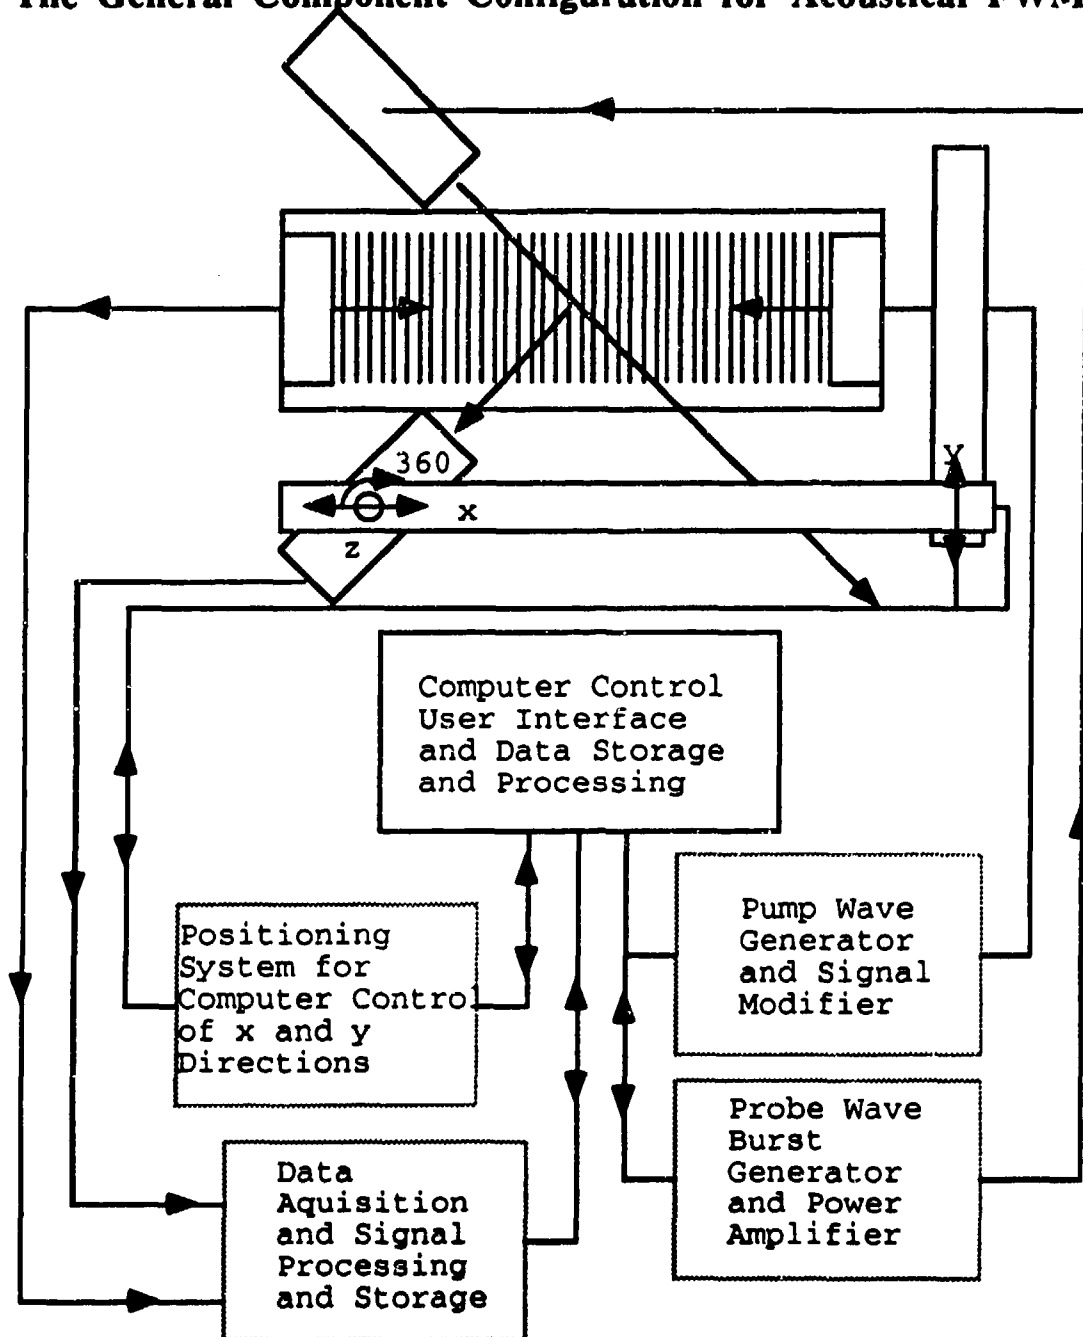 The General Component Configuration for Acoustical FWM
360
Y
x
z
Computer Control
User Interface
and Data Storage
and Processing
Positioning
System for
Computer Contro
of x and y
Directions
Pump Wave
Generator
and Signal
Modifier
Probe Wave
Burst
Generator
and Power
Amplifier
Data
Aquisition
and Signal
Processing
and Storage